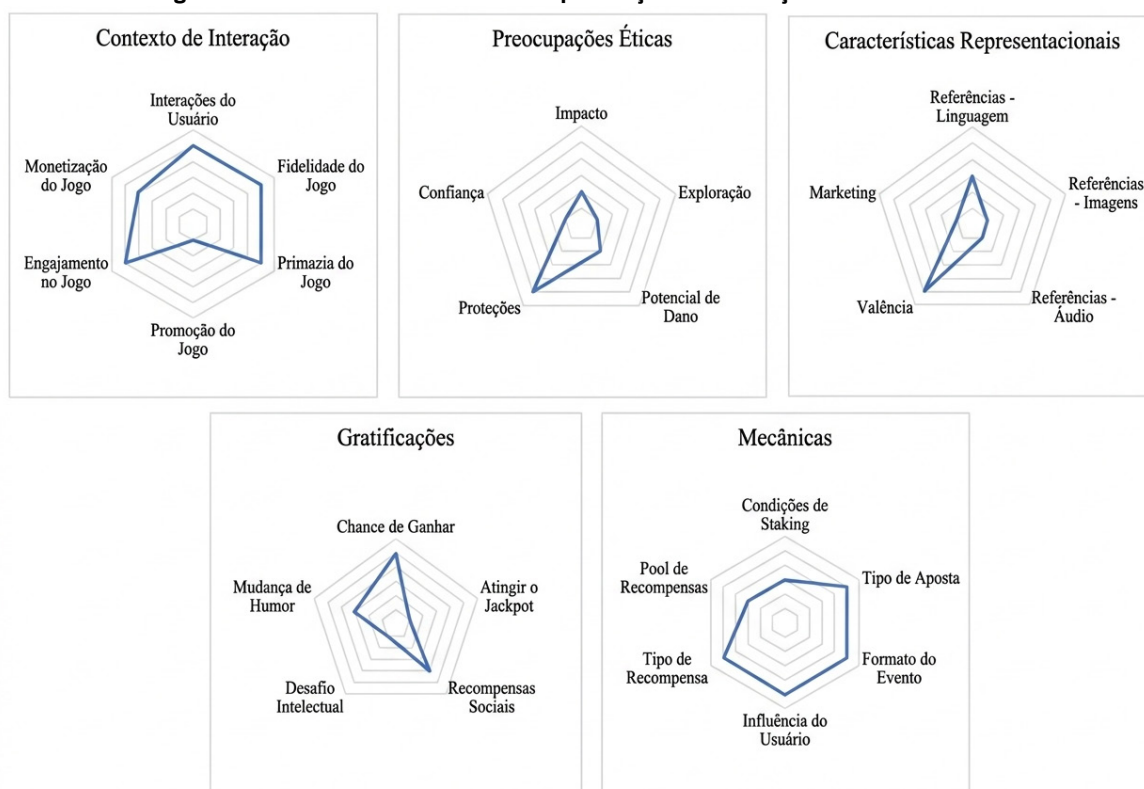 Contexto de Interação
Interações do
Usuário
Monetização
do Jogo
Fidelidade do
Jogo
Engajamento
no Jogo
Primazia do
Jogo
Promoção do
Jogo
Preocupações Éticas
Impacto
Confiança
Exploração
Proteções
Potencial de
Dano
Características Representacionais
Referências -
Linguagem
Marketing
Referências
- Imagens
Valência
Referências -
Áudio
Gratificações
Chance de Ganhar
Mudança de
Humor
Atingir o
Jackpot
Desafio
Intelectual
Recompensas
Sociais
Mecânicas
Condições de
Staking
Pool de
Recompensas
Tipo de Aposta
Tipo de
Recompensa
Formato do
Evento
Influência do
Usuário